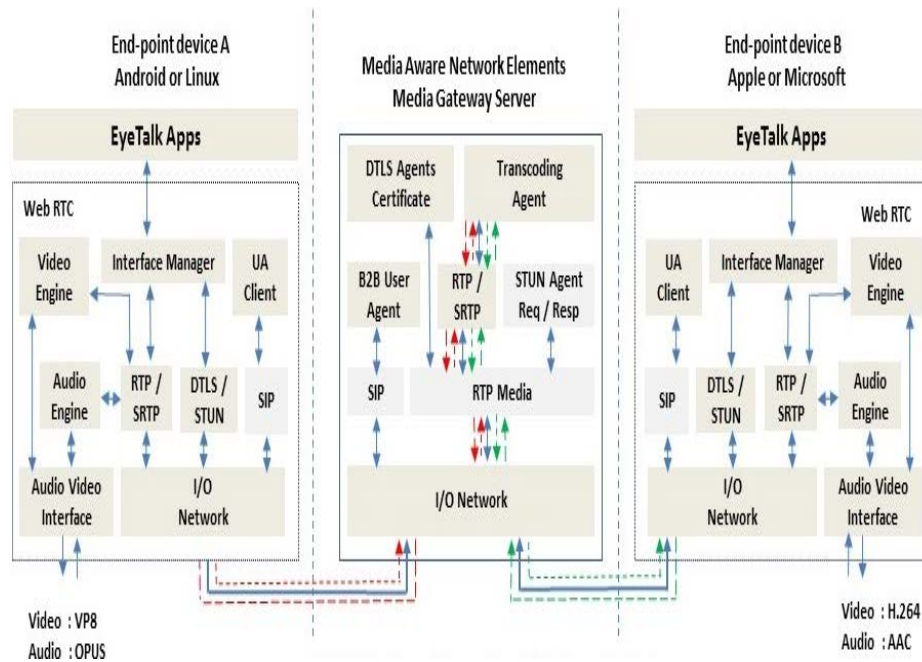 End-point device A
Android or Linux
EyeTalk Apps
Web RTC
Video
Engine
Interface Manager
UA
Client
Audio
Engine
RTP /
SRTP
DTLS /
STUN
SIP
Audio Video
Interface
I/O
Network
Video : VP8
Audio : OPUS
Media Aware Network Elements
Media Gateway Server
DTLS Agents
Certificate
Transcoding
Agent
B2B User
Agent
RTP /
SRTP
STUN Agent
Req / Resp
SIP
RTP Media
I/O Network
End-point device B
Apple or Microsoft
EyeTalk Apps
Web RTC
UA
Client
Interface Manager
Video
Engine
SIP
DTLS /
STUN
RTP /
SRTP
Audio
Engine
I/O
Network
Audio Video
Interface
Video : H.264
Audio : AAC